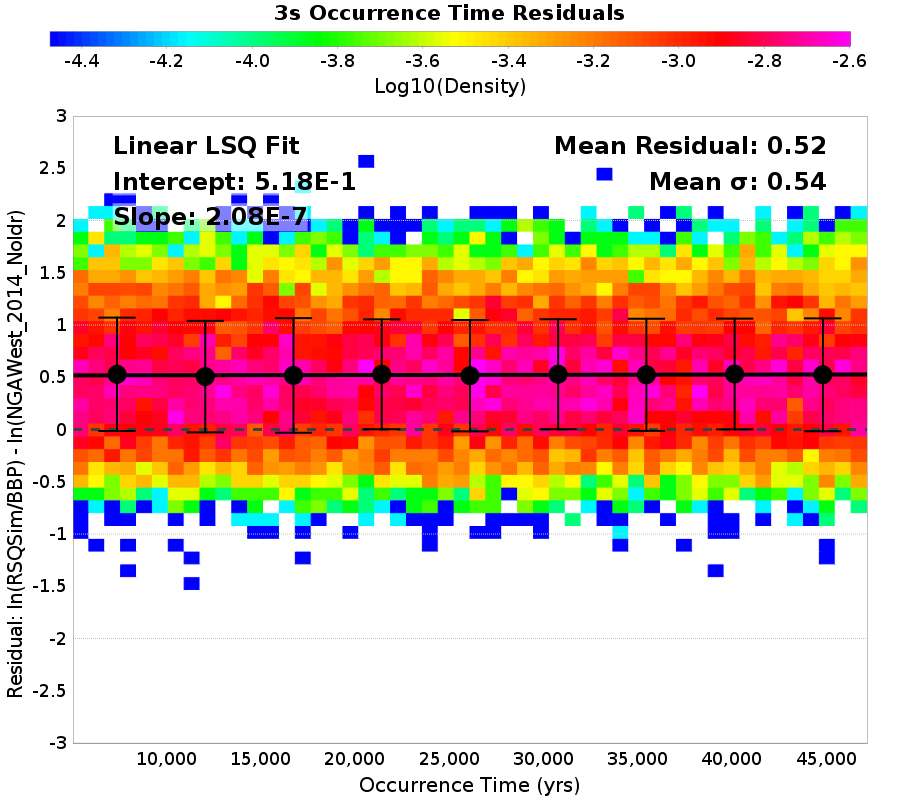 3s Occurrence Time Residuals
-4.4 -4.2 -4.0 -3.8 -3.6 -3.4 -3.2 -3.0 -2.8 -2.6
Log10(Density)
Linear LSQ Fit
Intercept: 5.18E-1
Slope: 2.08E-7
Mean Residual: 0.52
Mean σ: 0.54
Residual: ln(RSQSim/BBP) - ln(NGAWest_2014_NoIdr)
3
2.5
2
1.5
1
0.5
0
-0.5
-1
-1.5
-2
-2.5
-3
10,000 15,000 20,000 25,000 30,000 35,000 40,000 45,000
Occurrence Time (yrs)